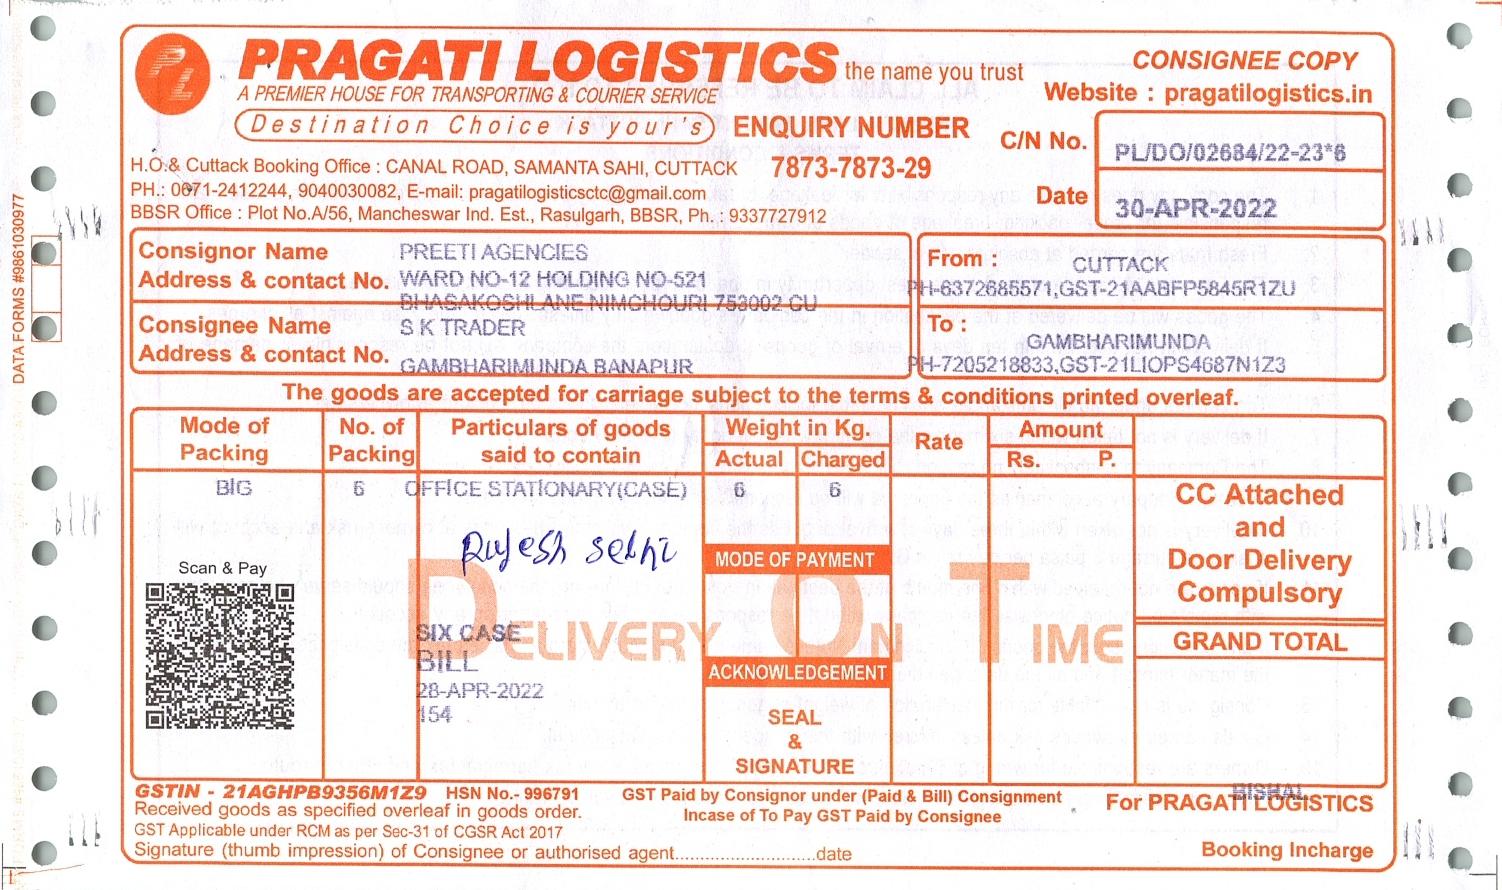 PL
PRAGATI LOGISTICS the name you trust
A PREMIER HOUSE FOR TRANSPORTING & COURIER SERVICE
Destination Choice is your's
ENQUIRY NUMBER
7873-7873-29
CONSIGNEE COPY
Website : pragatilogistics.in
C/N No. PL/DO/02684/22-23*6
Date 30-APR-2022
H.O.& Cuttack Booking Office : CANAL ROAD, SAMANTA SAHI, CUTTACK
PH.: 0671-2412244, 9040030082, E-mail: pragatilogisticsctc@gmail.com
BBSR Office : Plot No.A/56, Mancheswar Ind. Est., Rasulgarh, BBSR, Ph. : 9337727912
DATA FORMS #9861030977
Consignor Name PREETI AGENCIES
Address & contact No. WARD NO-12 HOLDING NO-521
BHASAKOSHLANE NIMCHOURI 753002 CU
From : CUTTACK
PH-6372685571,GST-21AABFP5845R1ZU
Consignee Name S K TRADER
Address & contact No. GAMBHARIMUNDA BANAPUR
To :
GAMBHARIMUNDA
PH-7205218833,GST-21LIOPS4687N1Z3
The goods are accepted for carriage subject to the terms & conditions printed overleaf.
Mode of Packing
No. of Packing
Particulars of goods said to contain
Weight in Kg.
Actual Charged
Rate
Amount
Rs. P.
BIG 6 OFFICE STATIONARY(CASE) 6 6
CC Attached
and
Door Delivery
Compulsory
GRAND TOTAL
Scan & Pay
MODE OF PAYMENT
DELIVERY ON TIME
SIX CASE
BILL
28-APR-2022
154
ACKNOWLEDGEMENT
SEAL
&
SIGNATURE
GSTIN - 21AGHPB9356M1Z9 HSN No.- 996791
Received goods as specified overleaf in goods order.
GST Applicable under RCM as per Sec-31 of CGSR Act 2017
Signature (thumb impression) of Consignee or authorised agent............................date
GST Paid by Consignor under (Paid & Bill) Consignment
Incase of To Pay GST Paid by Consignee
BISHAL
For PRAGATI LOGISTICS
Booking Incharge